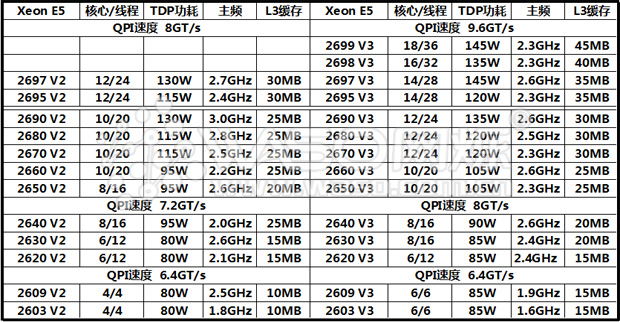 Xeon E5 核心/线程 TDP功耗 主频 L3缓存 Xeon E5 核心/线程 TDP功耗 主频 L3缓存
QPI速度 8GT/s QPI速度 9.6GT/s
2699 V3 18/36 145W 2.3GHz 45MB
2698 V3 16/32 135W 2.3GHz 40MB
2697 V2 12/24 130W 2.7GHz 30MB 2697 V3 14/28 145W 2.6GHz 35MB
2695 V2 12/24 115W 2.4GHz 30MB 2695 V3 14/28 120W 2.3GHz 35MB
2690 V2 10/20 130W 3.0GHz 25MB 2690 V3 12/24 135W 2.6GHz 30MB
2680 V2 10/20 115W 2.8GHz 25MB 2680 V3 12/24 120W 2.5GHz 30MB
2670 V2 10/20 115W 2.5GHz 25MB 2670 V3 12/24 120W 2.3GHz 30MB
2660 V2 10/20 95W 2.2GHz 25MB 2660 V3 10/20 105W 2.6GHz 25MB
2650 V2 8/16 95W 2.6GHz 20MB 2650 V3 10/20 105W 2.3GHz 25MB
QPI速度 7.2GT/s QPI速度 8GT/s
2640 V2 8/16 95W 2.0GHz 25MB 2640 V3 8/16 90W 2.6GHz 20MB
2630 V2 6/12 80W 2.6GHz 15MB 2630 V3 8/16 85W 2.4GHz 20MB
2620 V2 6/12 80W 2.1GHz 15MB 2620 V3 6/12 85W 2.4GHz 15MB
QPI速度 6.4GT/s QPI速度 6.4GT/s
2609 V2 4/4 80W 2.5GHz 10MB 2609 V3 6/6 85W 1.9GHz 15MB
2603 V2 4/4 80W 1.8GHz 10MB 2603 V3 6/6 85W 1.6GHz 15MB